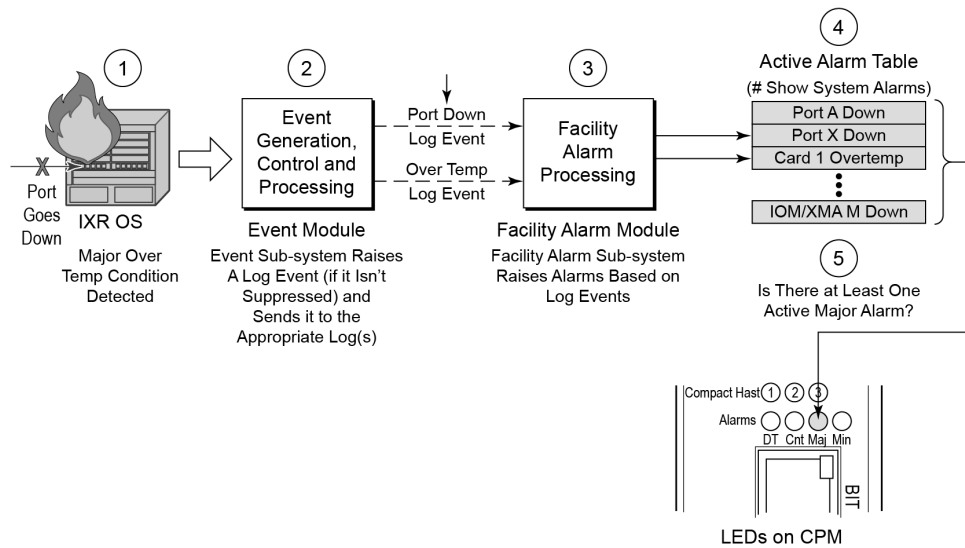 1
X
Port
Goes
Down
IXR OS
Major Over
Temp Condition
Detected
2
Event
Generation,
Control and
Processing
Event Module
Event Sub-system Raises
A Log Event (if it Isn't
Suppressed) and
Sends it to the
Appropriate Log(s)
Port Down
Log Event
Over Temp
Log Event
3
Facility
Alarm
Processing
Facility Alarm Module
Facility Alarm Sub-system
Raises Alarms Based on
Log Events
4
Active Alarm Table
(# Show System Alarms)
Port A Down
Port X Down
Card 1 Overtemp
IOM/XMA M Down
5
Is There at Least One
Active Major Alarm?
Compact Hast 1 2 3
Alarms
DT Cnt Maj Min
BIT
LEDs on CPM